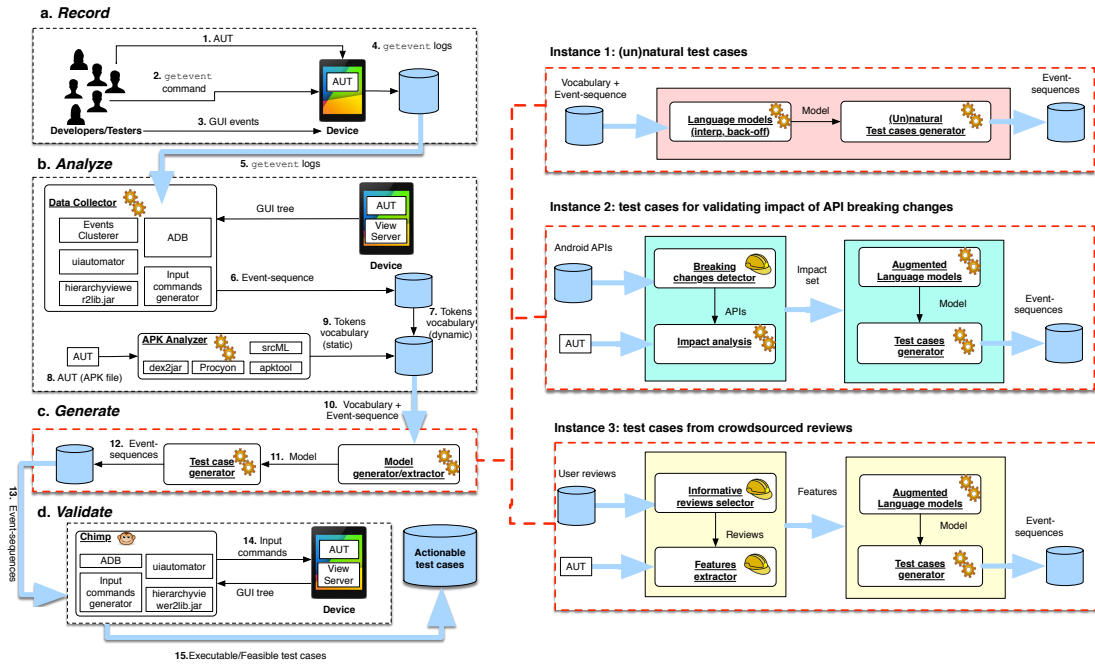 a. Record
1. AUT
4. getevent logs
2. getevent
command
AUT
3. GUI events
Developers/Testers
Device
5. getevent logs
b. Analyze
Data Collector
Events
Clusterer
ADB
uiautomator
hierarchyviewe
r2lib.jar
Input
commands
generator
GUI tree
AUT
View
Server
Device
6. Event-sequence
7. Tokens
vocabulary
(dynamic)
9. Tokens
vocabulary
(static)
APK Analyzer
srcML
dex2jar
Procyon
apktool
AUT
8. AUT (APK file)
10. Vocabulary +
Event-sequence
c. Generate
12. Event-
sequences
Test case
generator
11. Model
Model
generator/extractor
13. Event-sequences
d. Validate
Chimp
ADB
uiautomator
Input
commands
generator
hierarchyvie
wer2lib.jar
14. Input
commands
GUI tree
AUT
View
Server
Device
Actionable
test cases
15.Executable/Feasible test cases
Instance 1: (un)natural test cases
Vocabulary +
Event-sequence
Language models
(interp, back-off)
Model
(Un)natural
Test cases generator
Event-
sequences
Instance 2: test cases for validating impact of API breaking changes
Android APIs
Breaking
changes detector
APIs
AUT
Impact analysis
Impact
set
Augmented
Language models
Model
Test cases
generator
Event-
sequences
Instance 3: test cases from crowdsourced reviews
User reviews
Informative
reviews selector
Reviews
AUT
Features
extractor
Features
Augmented
Language models
Model
Test cases
generator
Event-
sequences